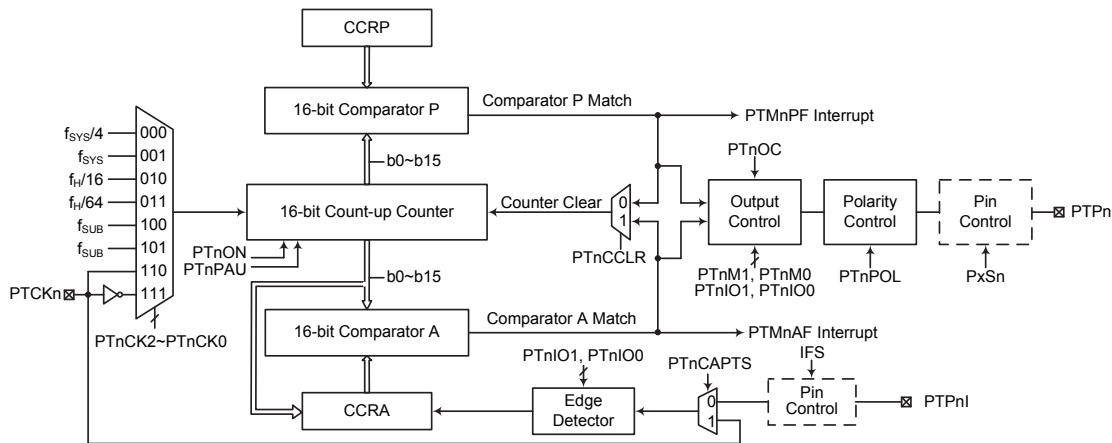 CCRP
16-bit Comparator P
Comparator P Match
PTMnPF Interrupt
fSYS/4
000
fSYS
001
fH/16
010
fH/64
011
fSUB
100
fSUB
101
110
111
PTCKn
PTnCK2~PTnCK0
b0~b15
16-bit Count-up Counter
PTnON
PTnPAU
Counter Clear
0
1
PTnCCLR
PTnOC
Output
Control
PTnM1, PTnM0
PTnIO1, PTnIO0
Polarity
Control
PTnPOL
Pin
Control
PxSn
PTPn
b0~b15
16-bit Comparator A
Comparator A Match
PTMnAF Interrupt
CCRA
PTnIO1, PTnIO0
Edge
Detector
PTnCAPTS
0
1
IFS
Pin
Control
PTPnI